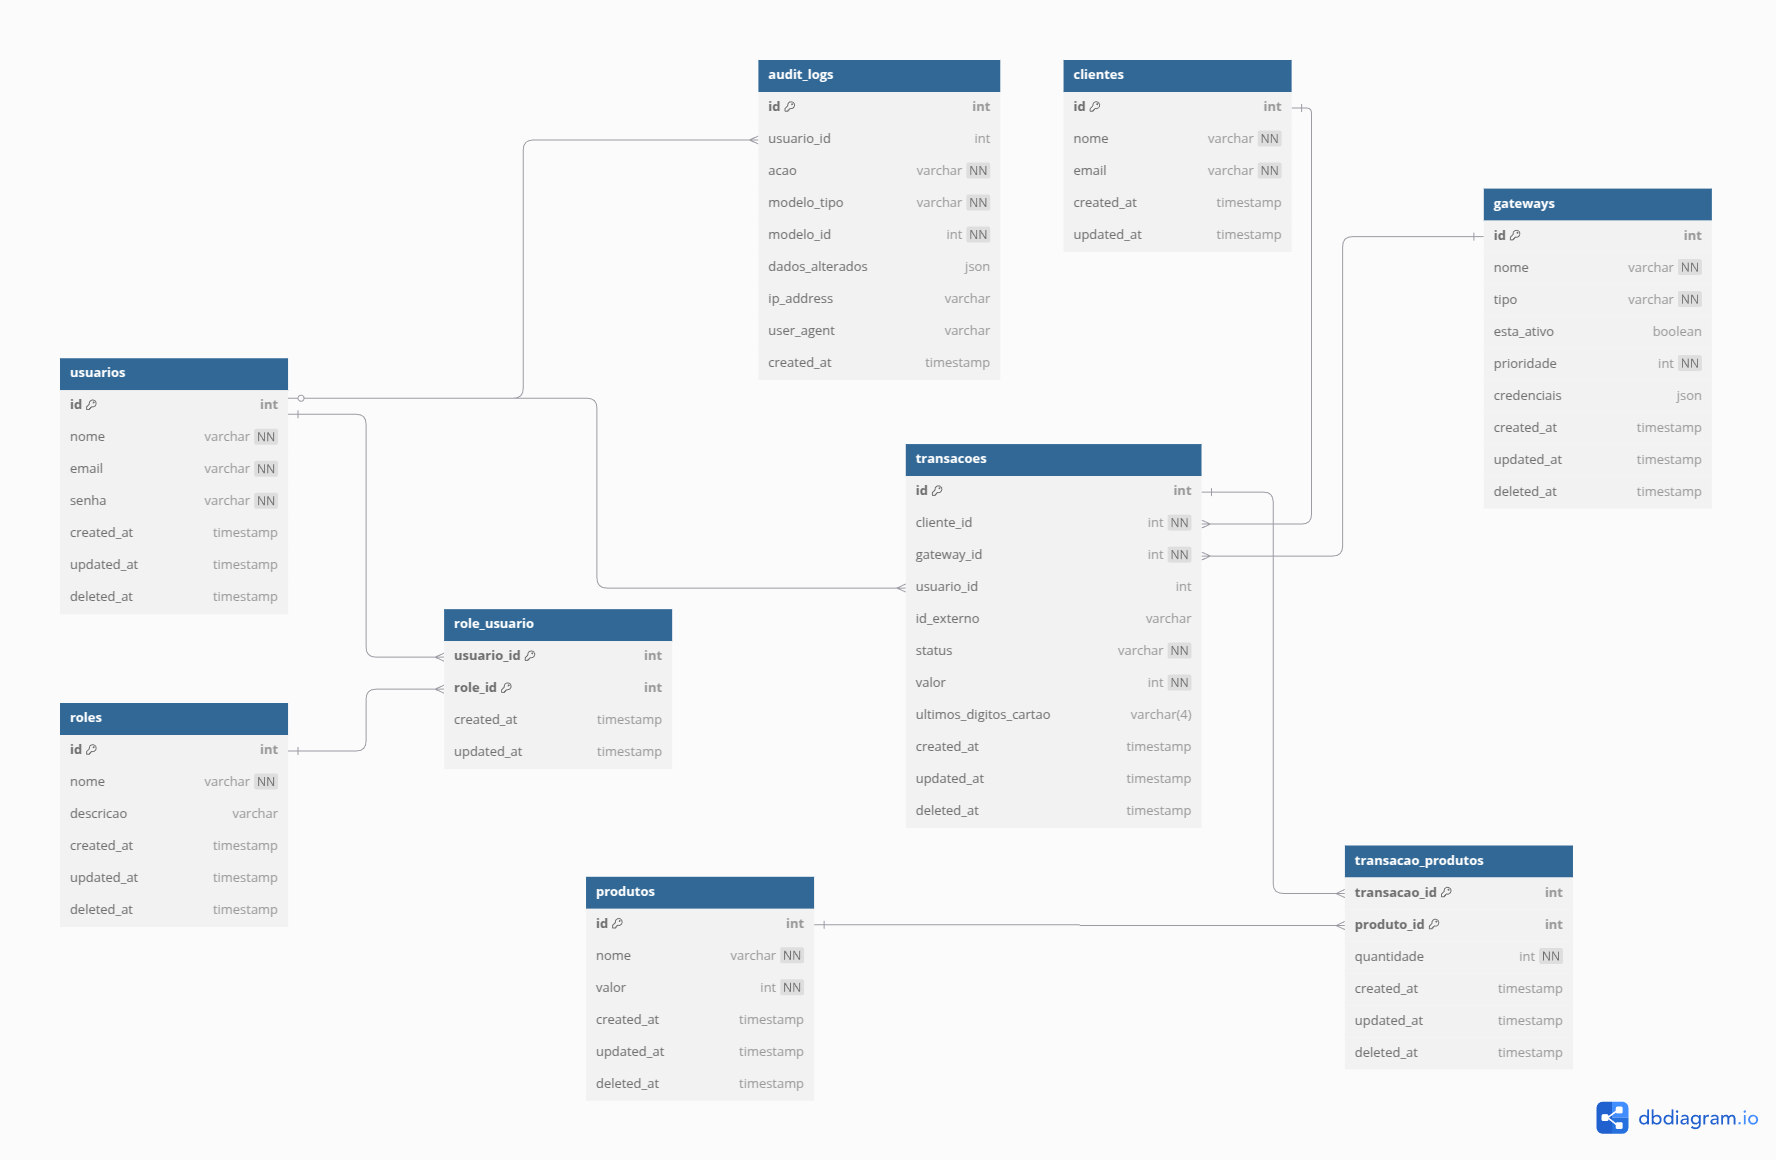 audit_logs
id int
usuario_id int
acao varchar NN
modelo_tipo varchar NN
modelo_id int NN
dados_alterados json
ip_address varchar
user_agent varchar
created_at timestamp
clientes
id int
nome varchar NN
email varchar NN
created_at timestamp
updated_at timestamp
gateways
id int
nome varchar NN
tipo varchar NN
esta_ativo boolean
prioridade int NN
credenciais json
created_at timestamp
updated_at timestamp
deleted_at timestamp
usuarios
id int
nome varchar NN
email varchar NN
senha varchar NN
created_at timestamp
updated_at timestamp
deleted_at timestamp
transacoes
id int
cliente_id int NN
gateway_id int NN
usuario_id int
id_externo varchar
status varchar NN
valor int NN
ultimos_digitos_cartao varchar(4)
created_at timestamp
updated_at timestamp
deleted_at timestamp
role_usuario
usuario_id int
role_id int
created_at timestamp
updated_at timestamp
roles
id int
nome varchar NN
descricao varchar
created_at timestamp
updated_at timestamp
deleted_at timestamp
produtos
id int
nome varchar NN
valor int NN
created_at timestamp
updated_at timestamp
deleted_at timestamp
transacao_produtos
transacao_id int
produto_id int
quantidade int NN
created_at timestamp
updated_at timestamp
deleted_at timestamp
dbdiagram.io